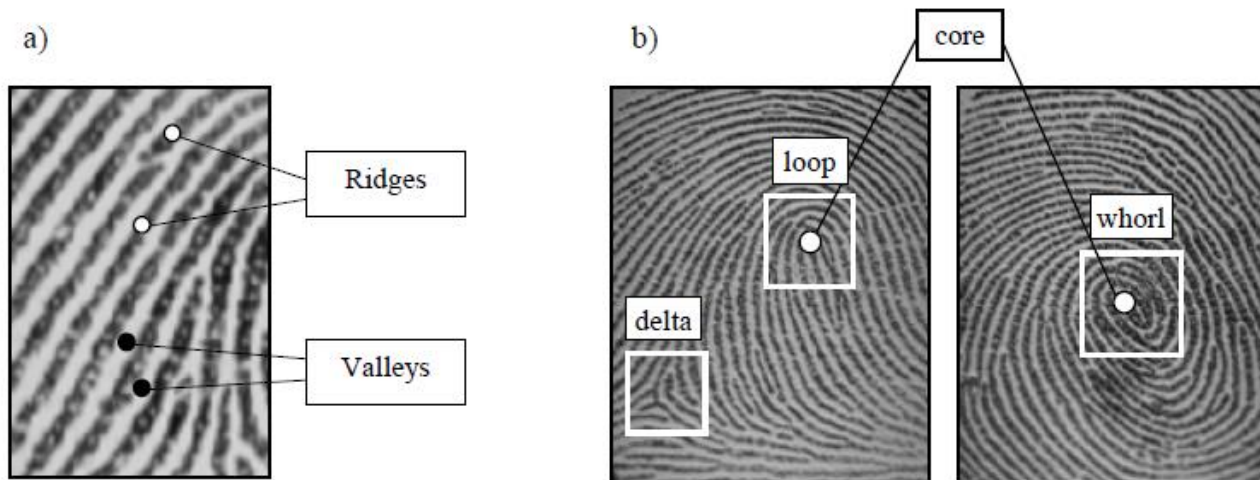 a)
Ridges
Valleys
b)
core
loop
whorl
delta